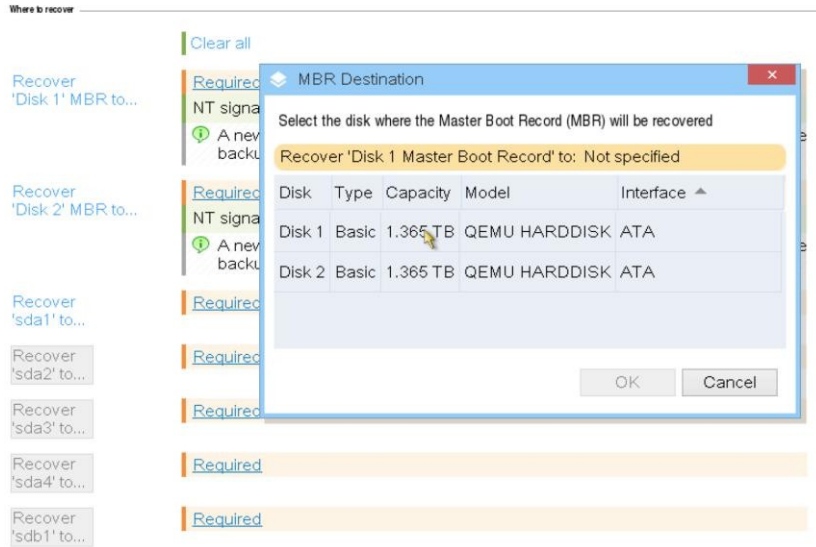 Where to recover
Clear all
Recover
'Disk 1' MBR to...
Required
NT signa
A new
backu
e
Recover
'Disk 2' MBR to...
Required
NT signa
A new
backu
e
Recover
'sda1' to...
Required
Recover
'sda2' to...
Required
Recover
'sda3' to...
Required
Recover
'sda4' to...
Required
Recover
'sdb1' to...
Required
MBR Destination
Select the disk where the Master Boot Record (MBR) will be recovered
Recover 'Disk 1 Master Boot Record' to: Not specified
Disk Type Capacity Model Interface
Disk 1 Basic 1.365 TB QEMU HARDDISK ATA
Disk 2 Basic 1.365 TB QEMU HARDDISK ATA
OK Cancel